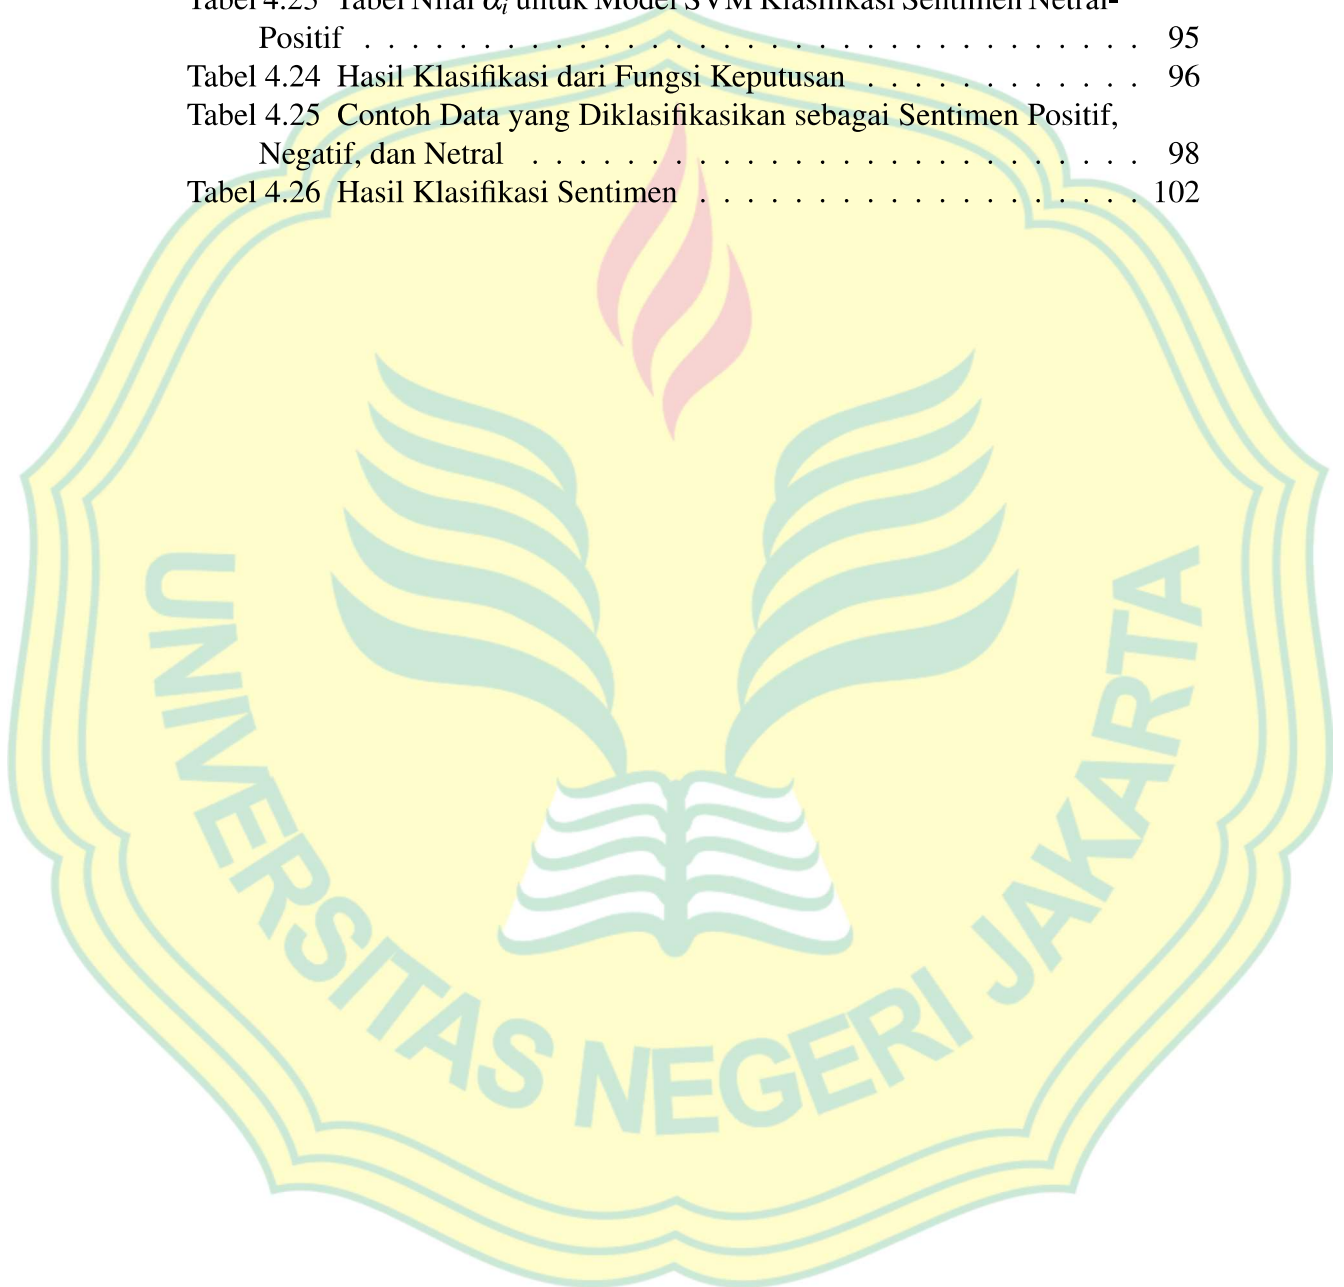 Tabel 4.23 Tabel Nilai αi untuk Model SVM Klasifikasi Sentimen Netral-
Positif . . . . . . . . . . . . . . . . . . . . . . . . . . . . . . . . . 95
Tabel 4.24 Hasil Klasifikasi dari Fungsi Keputusan . . . . . . . . . . . . 96
Tabel 4.25 Contoh Data yang Diklasifikasikan sebagai Sentimen Positif,
Negatif, dan Netral . . . . . . . . . . . . . . . . . . . . . . . . . . 98
Tabel 4.26 Hasil Klasifikasi Sentimen . . . . . . . . . . . . . . . . . . . 102
UNIVERSITAS NEGERI JAKARTA